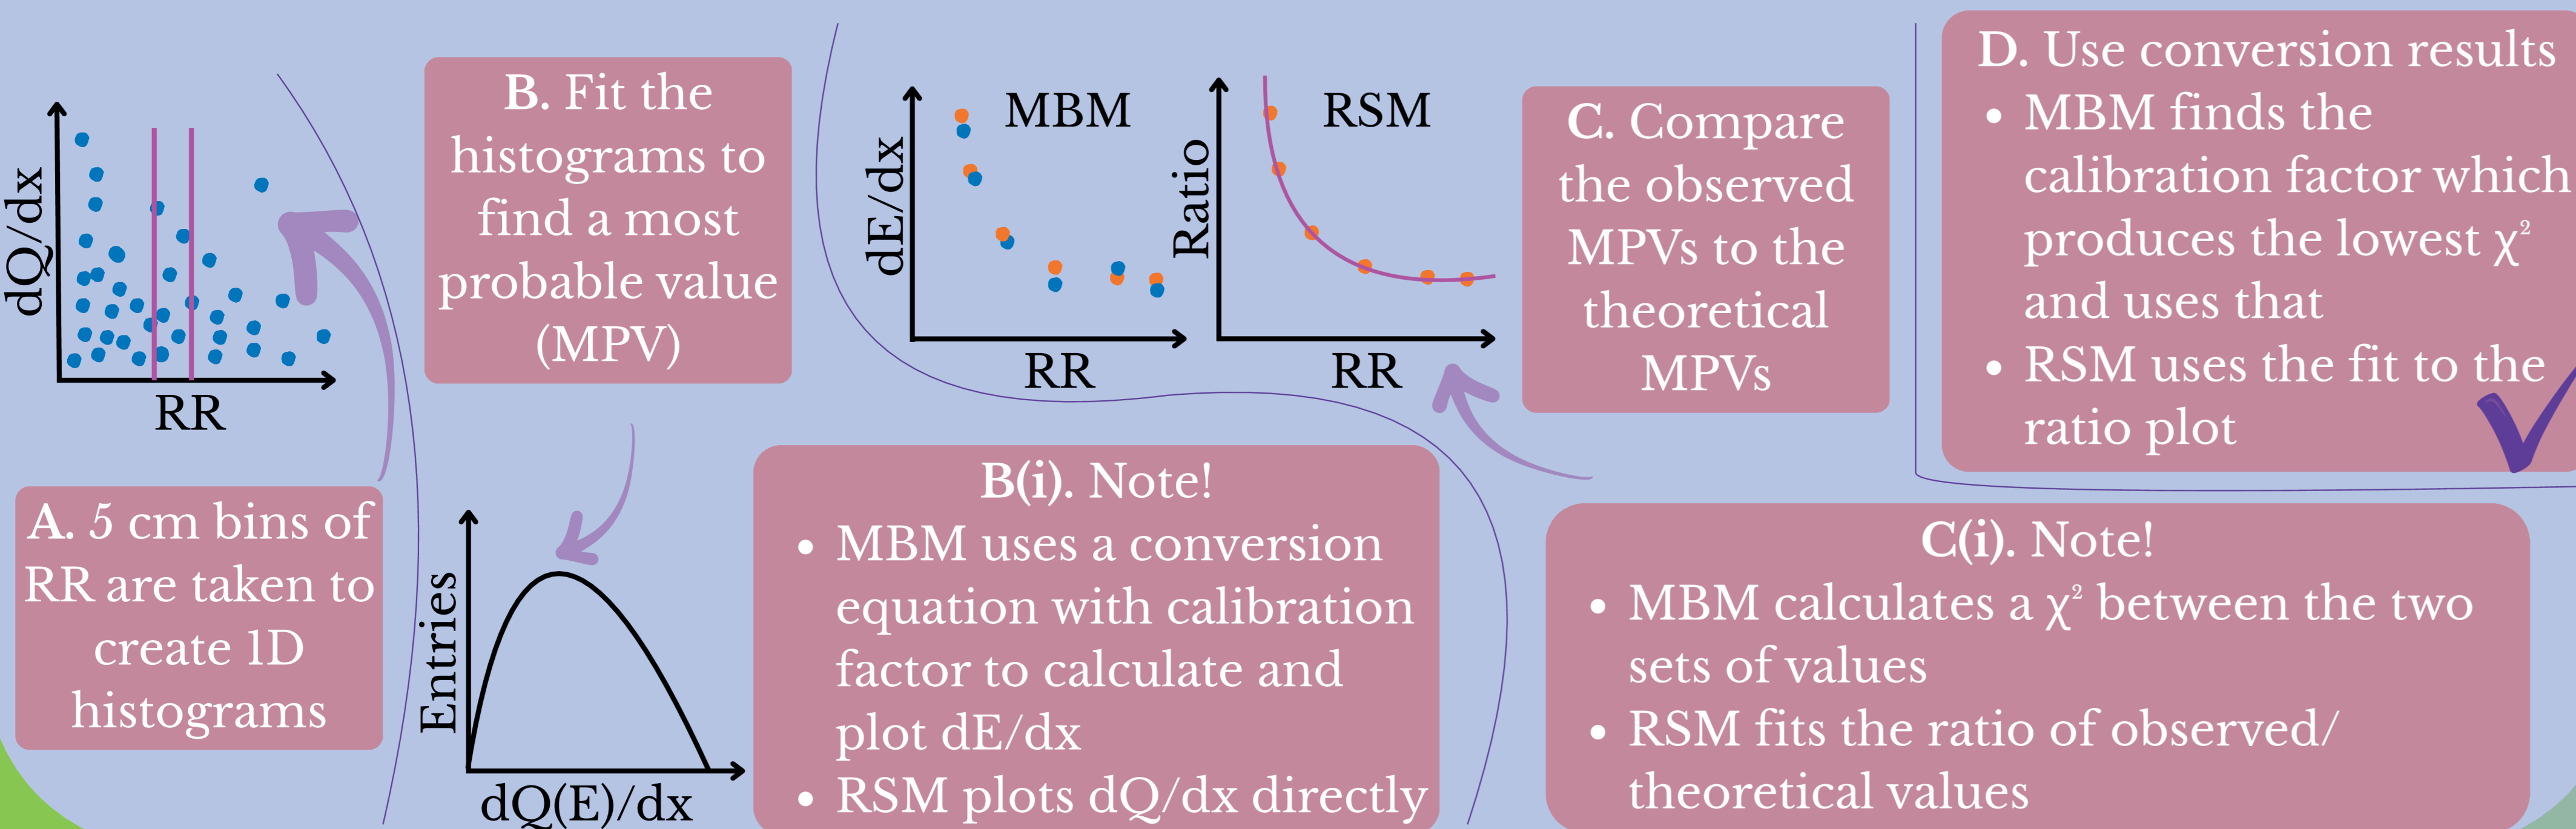 dQ/dx
RR
A. 5 cm bins of
RR are taken to
create 1D
histograms
B. Fit the
histograms to
find a most
probable value
(MPV)
Entries
dQ(E)/dx
B(i). Note!
• MBM uses a conversion
equation with calibration
factor to calculate and
plot dE/dx
• RSM plots dQ/dx directly
MBM
dE/dx
RR
RSM
Ratio
RR
C. Compare
the observed
MPVs to the
theoretical
MPVs
C(i). Note!
• MBM calculates a χ² between the two
sets of values
• RSM fits the ratio of observed/
theoretical values
D. Use conversion results
• MBM finds the
calibration factor which
produces the lowest χ²
and uses that
• RSM uses the fit to the
ratio plot